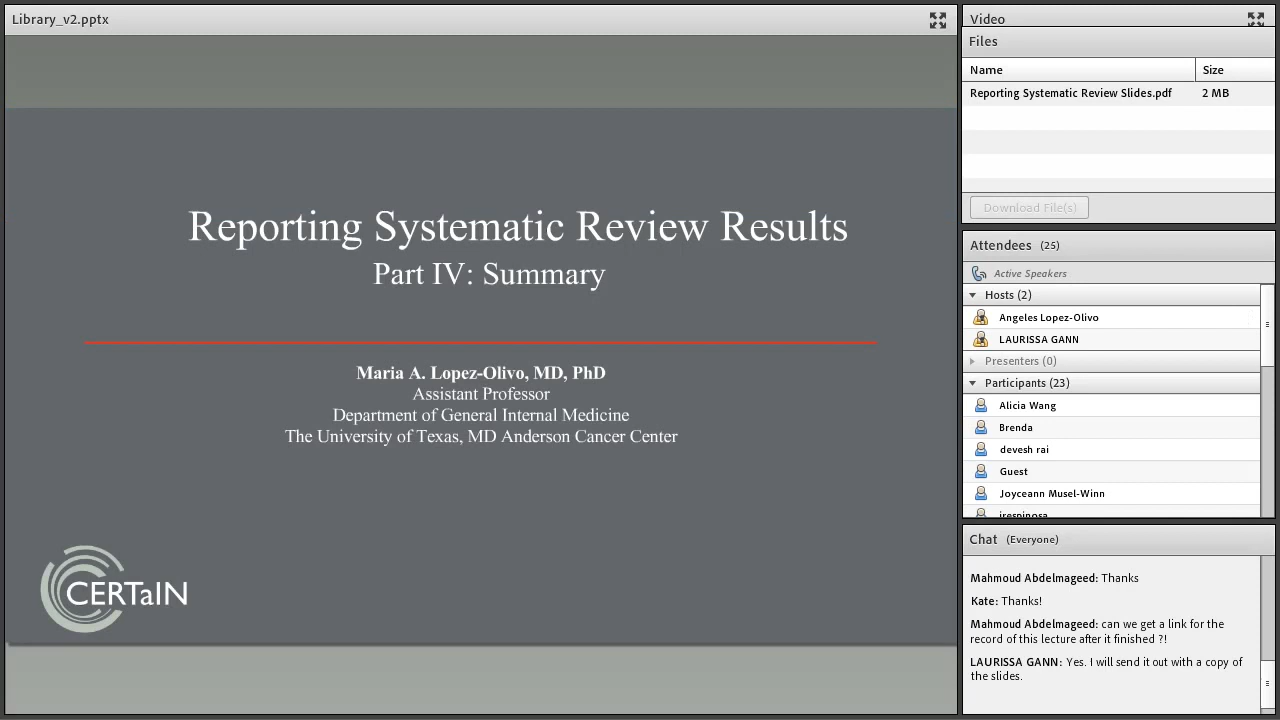 Library_v2.pptx
Reporting Systematic Review Results
Part IV: Summary
Maria A. Lopez-Olivo, MD, PhD
Assistant Professor
Department of General Internal Medicine
The University of Texas, MD Anderson Cancer Center
CERTaIN
Video
Files
Name Size
Reporting Systematic Review Slides.pdf 2 MB
Download File(s)
Attendees (25)
Active Speakers
Hosts (2)
Angeles Lopez-Olivo
LAURISSA GANN
Presenters (0)
Participants (23)
Alicia Wang
Brenda
devesh rai
Guest
Joyceann Musel-Winn
irespinosa
Chat (Everyone)
Mahmoud Abdelmageed: Thanks
Kate: Thanks!
Mahmoud Abdelmageed: can we get a link for the
record of this lecture after it finished ?!
LAURISSA GANN: Yes. I will send it out with a copy of
the slides.